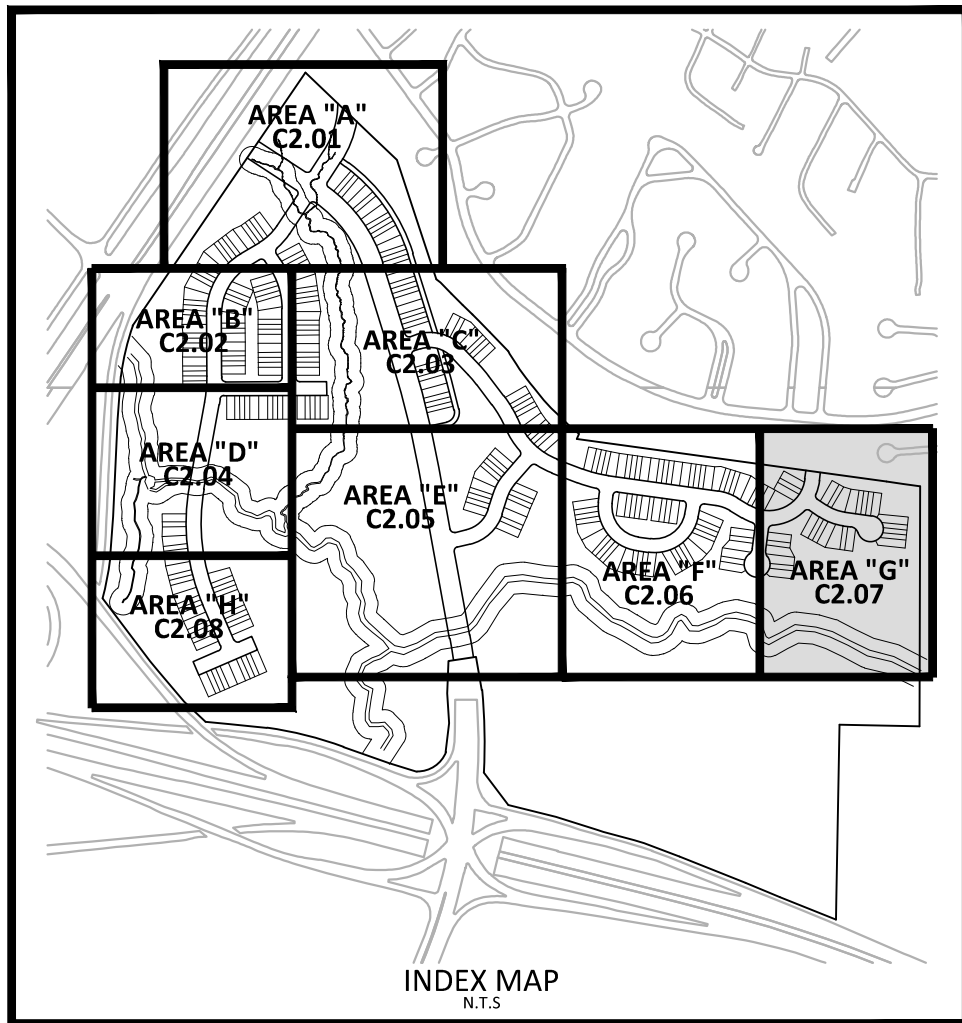 AREA "A"
C2.01
AREA "B"
C2.02
AREA "C"
C2.03
AREA "D"
C2.04
AREA "E"
C2.05
AREA "F"
C2.06
AREA "G"
C2.07
AREA "H"
C2.08
INDEX MAP
N.T.S